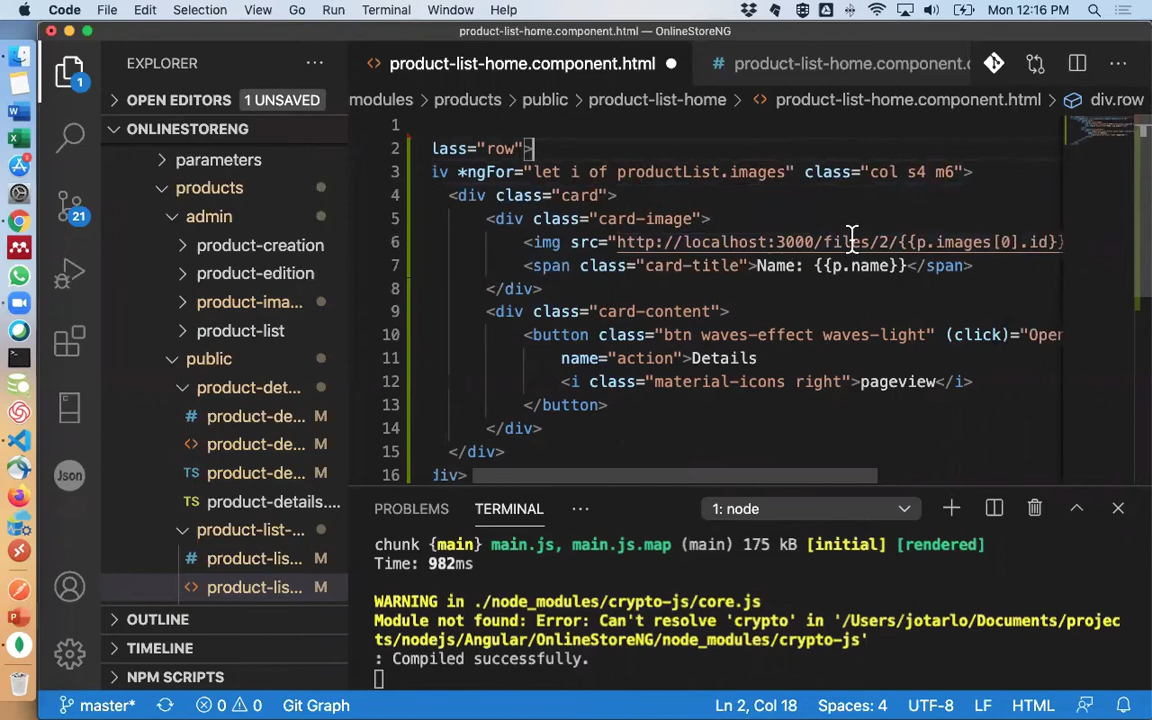 Code File Edit Selection View Go Run Terminal Window Help Mon 12:16 PM
product-list-home.component.html — OnlineStoreNG
EXPLORER
product-list-home.component.html
# product-list-home.component.
modules > products > public > product-list-home > <> product-list-home.component.html > div.row
OPEN EDITORS 1 UNSAVED
ONLINESTORENG
parameters
products
admin
product-creation
product-edition
product-ima...
product-list
public
product-det...
# product-de... M
<> product-de... M
TS product-de... M
TS product-details....
product-list-...
# product-lis... M
<> product-lis... M
OUTLINE
TIMELINE
NPM SCRIPTS
1
21
Json
1
2 lass="row">
3 iv *ngFor="let i of productList.images" class="col s4 m6">
4 <div class="card">
5 <div class="card-image">
6 <img src="http://localhost:3000/files/2/{{p.images[0].id}}
7 <span class="card-title">Name: {{p.name}}</span>
8 </div>
9 <div class="card-content">
10 <button class="btn waves-effect waves-light" (click)="Open
11 name="action">Details
12 <i class="material-icons right">pageview</i>
13 </button>
14 </div>
15 </div>
16 div>
PROBLEMS TERMINAL 1: node
chunk {main} main.js, main.js.map (main) 175 kB [initial] [rendered]
Time: 982ms
WARNING in ./node_modules/crypto-js/core.js
Module not found: Error: Can't resolve 'crypto' in '/Users/jotarlo/Documents/projec
ts/nodejs/Angular/OnlineStoreNG/node_modules/crypto-js'
: Compiled successfully.
master* 0 0 Git Graph Ln 2, Col 18 Spaces: 4 UTF-8 LF HTML